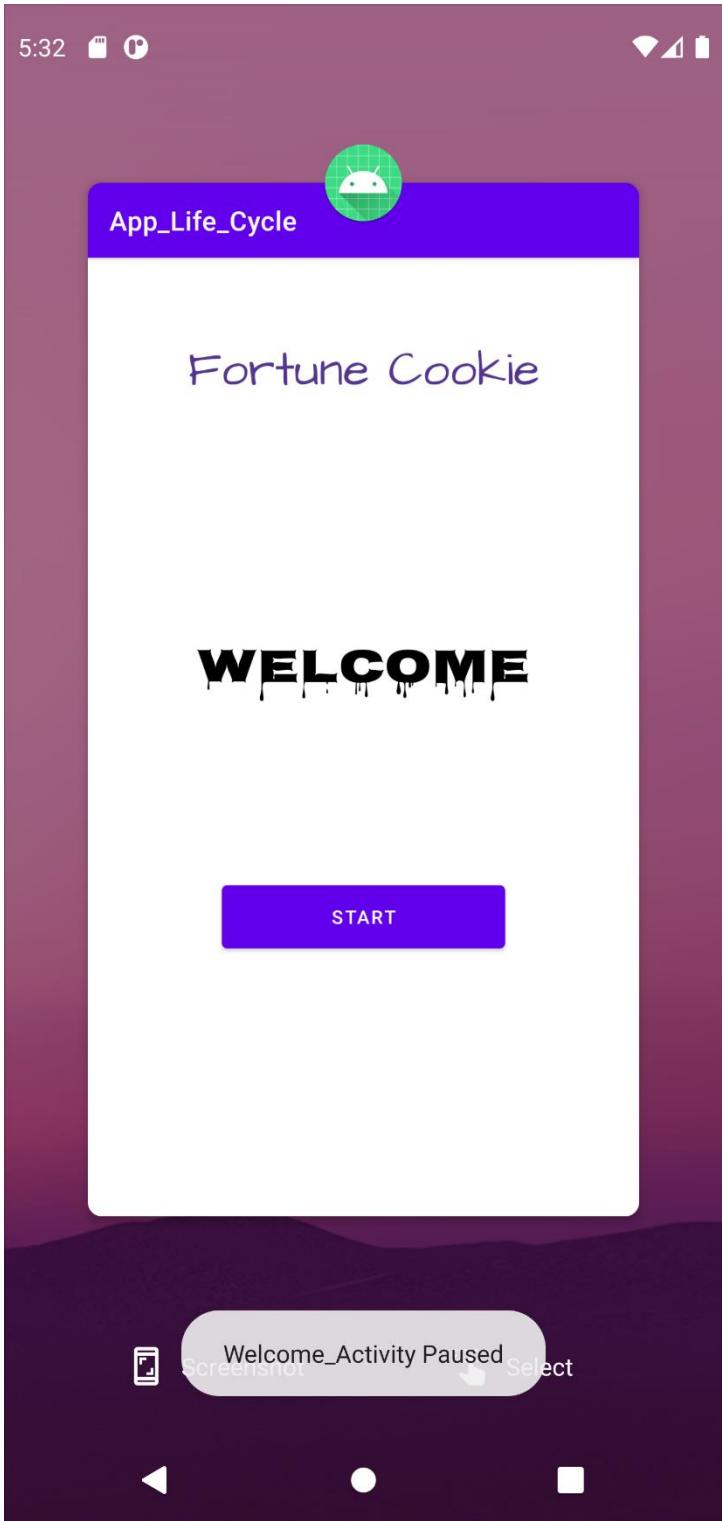 5:32
App_Life_Cycle
Fortune Cookie
WELCOME
START
Welcome_Activity Paused
Screenshot
Select